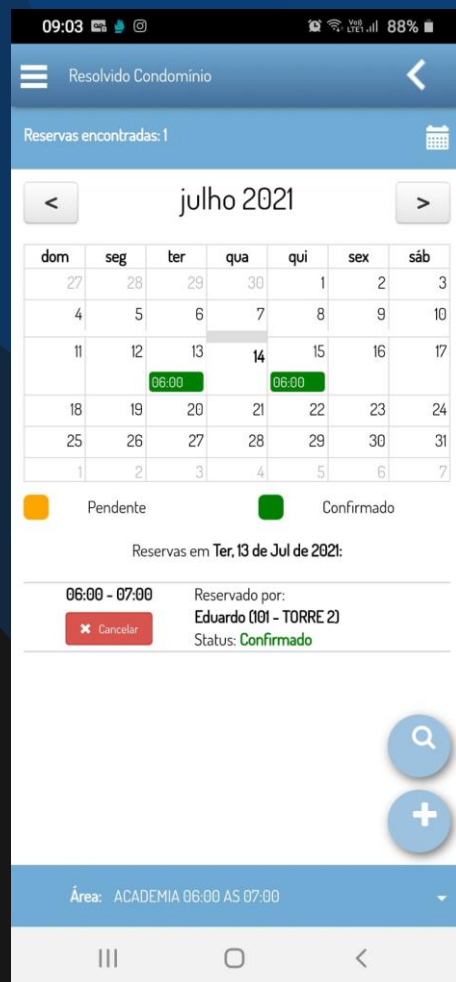 09:03 88%
Resolvido Condomínio
Reservas encontradas: 1
< julho 2021 >
dom seg ter qua qui sex sáb
27 28 29 30 1 2 3
4 5 6 7 8 9 10
11 12 13 14 15 16 17
06:00 06:00
18 19 20 21 22 23 24
25 26 27 28 29 30 31
1 2 3 4 5 6 7
Pendente Confirmado
Reservas em Ter, 13 de Jul de 2021:
06:00 - 07:00 Reservado por:
Cancelar Eduardo (101 - TORRE 2)
Status: Confirmado
Área: ACADEMIA 06:00 AS 07:00